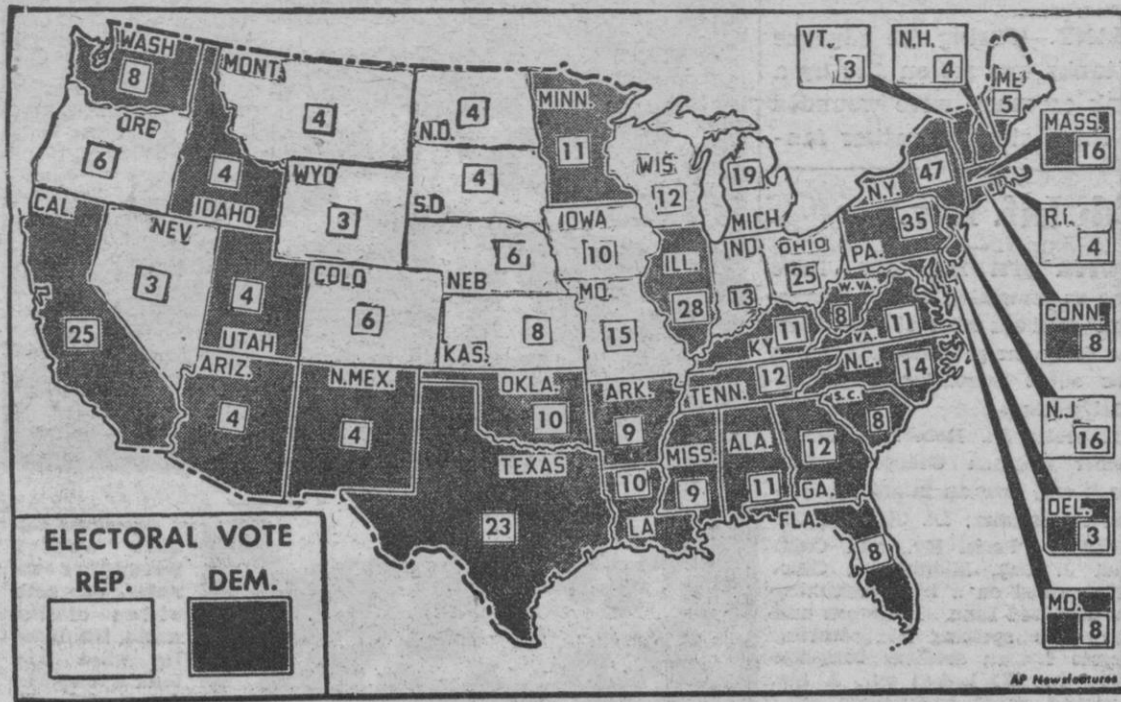 WASH
8
MONT.
4
ORE
6
4
IDAHO
WYO
3
N.D.
4
S.D
4
MINN.
11
WIS.
12
19
MICH.
VT.
3
N.H.
4
ME
5
MASS.
16
N.Y.
47
R.I.
4
PA.
35
CONN.
8
N.J.
16
DEL.
3
MD.
8
CAL.
25
NEV
3
4
UTAH
COLO
6
NEB
6
IOWA
10
KAS.
8
MO.
15
ILL.
28
IND.
13
OHIO
25
W.VA.
8
VA.
11
KY.
11
TENN.
12
N.C.
14
S.C.
8
ARIZ.
4
N.MEX.
4
OKLA.
10
ARK.
9
TEXAS
23
LA
10
MISS.
9
ALA.
11
12
GA.
FLA.
8
ELECTORAL VOTE
REP.
DEM.
AP Newsfeatures